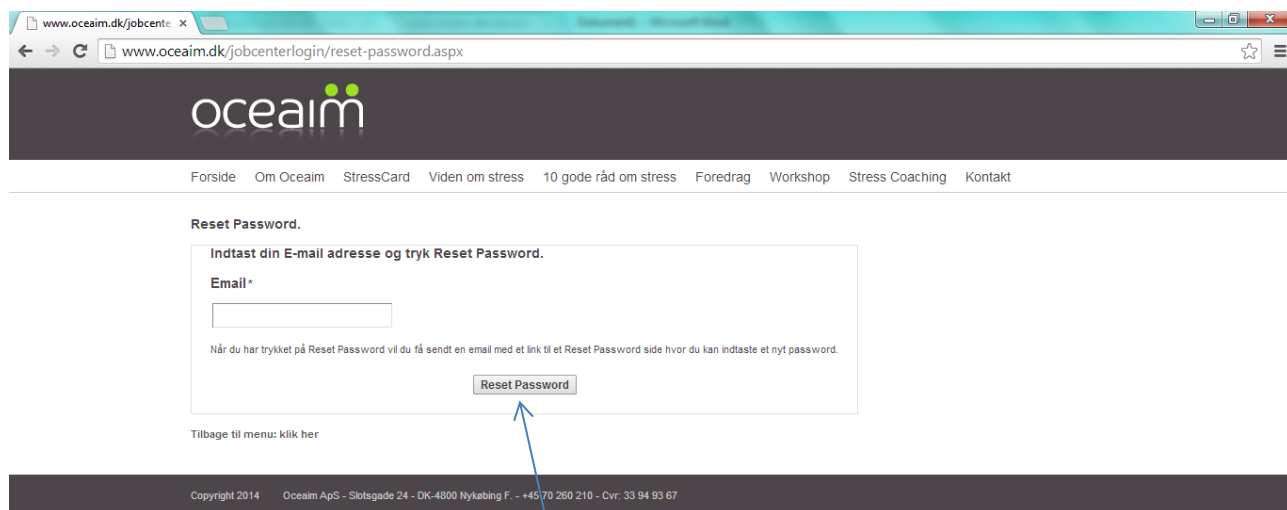 www.oceaim.dk/jobcente
www.oceaim.dk/jobcenterlogin/reset-password.aspx
oceaim
Forside Om Oceaim StressCard Viden om stress 10 gode råd om stress Foredrag Workshop Stress Coaching Kontakt
Reset Password.
Indtast din E-mail adresse og tryk Reset Password.
Email*
Når du har trykket på Reset Password vil du få sendt en email med et link til et Reset Password side hvor du kan indtaste et nyt password.
Reset Password
Tilbage til menu: klik her
Copyright 2014 Oceaim ApS - Slotsgade 24 - DK-4800 Nykøbing F. - +45 70 260 210 - Cvr: 33 94 93 67